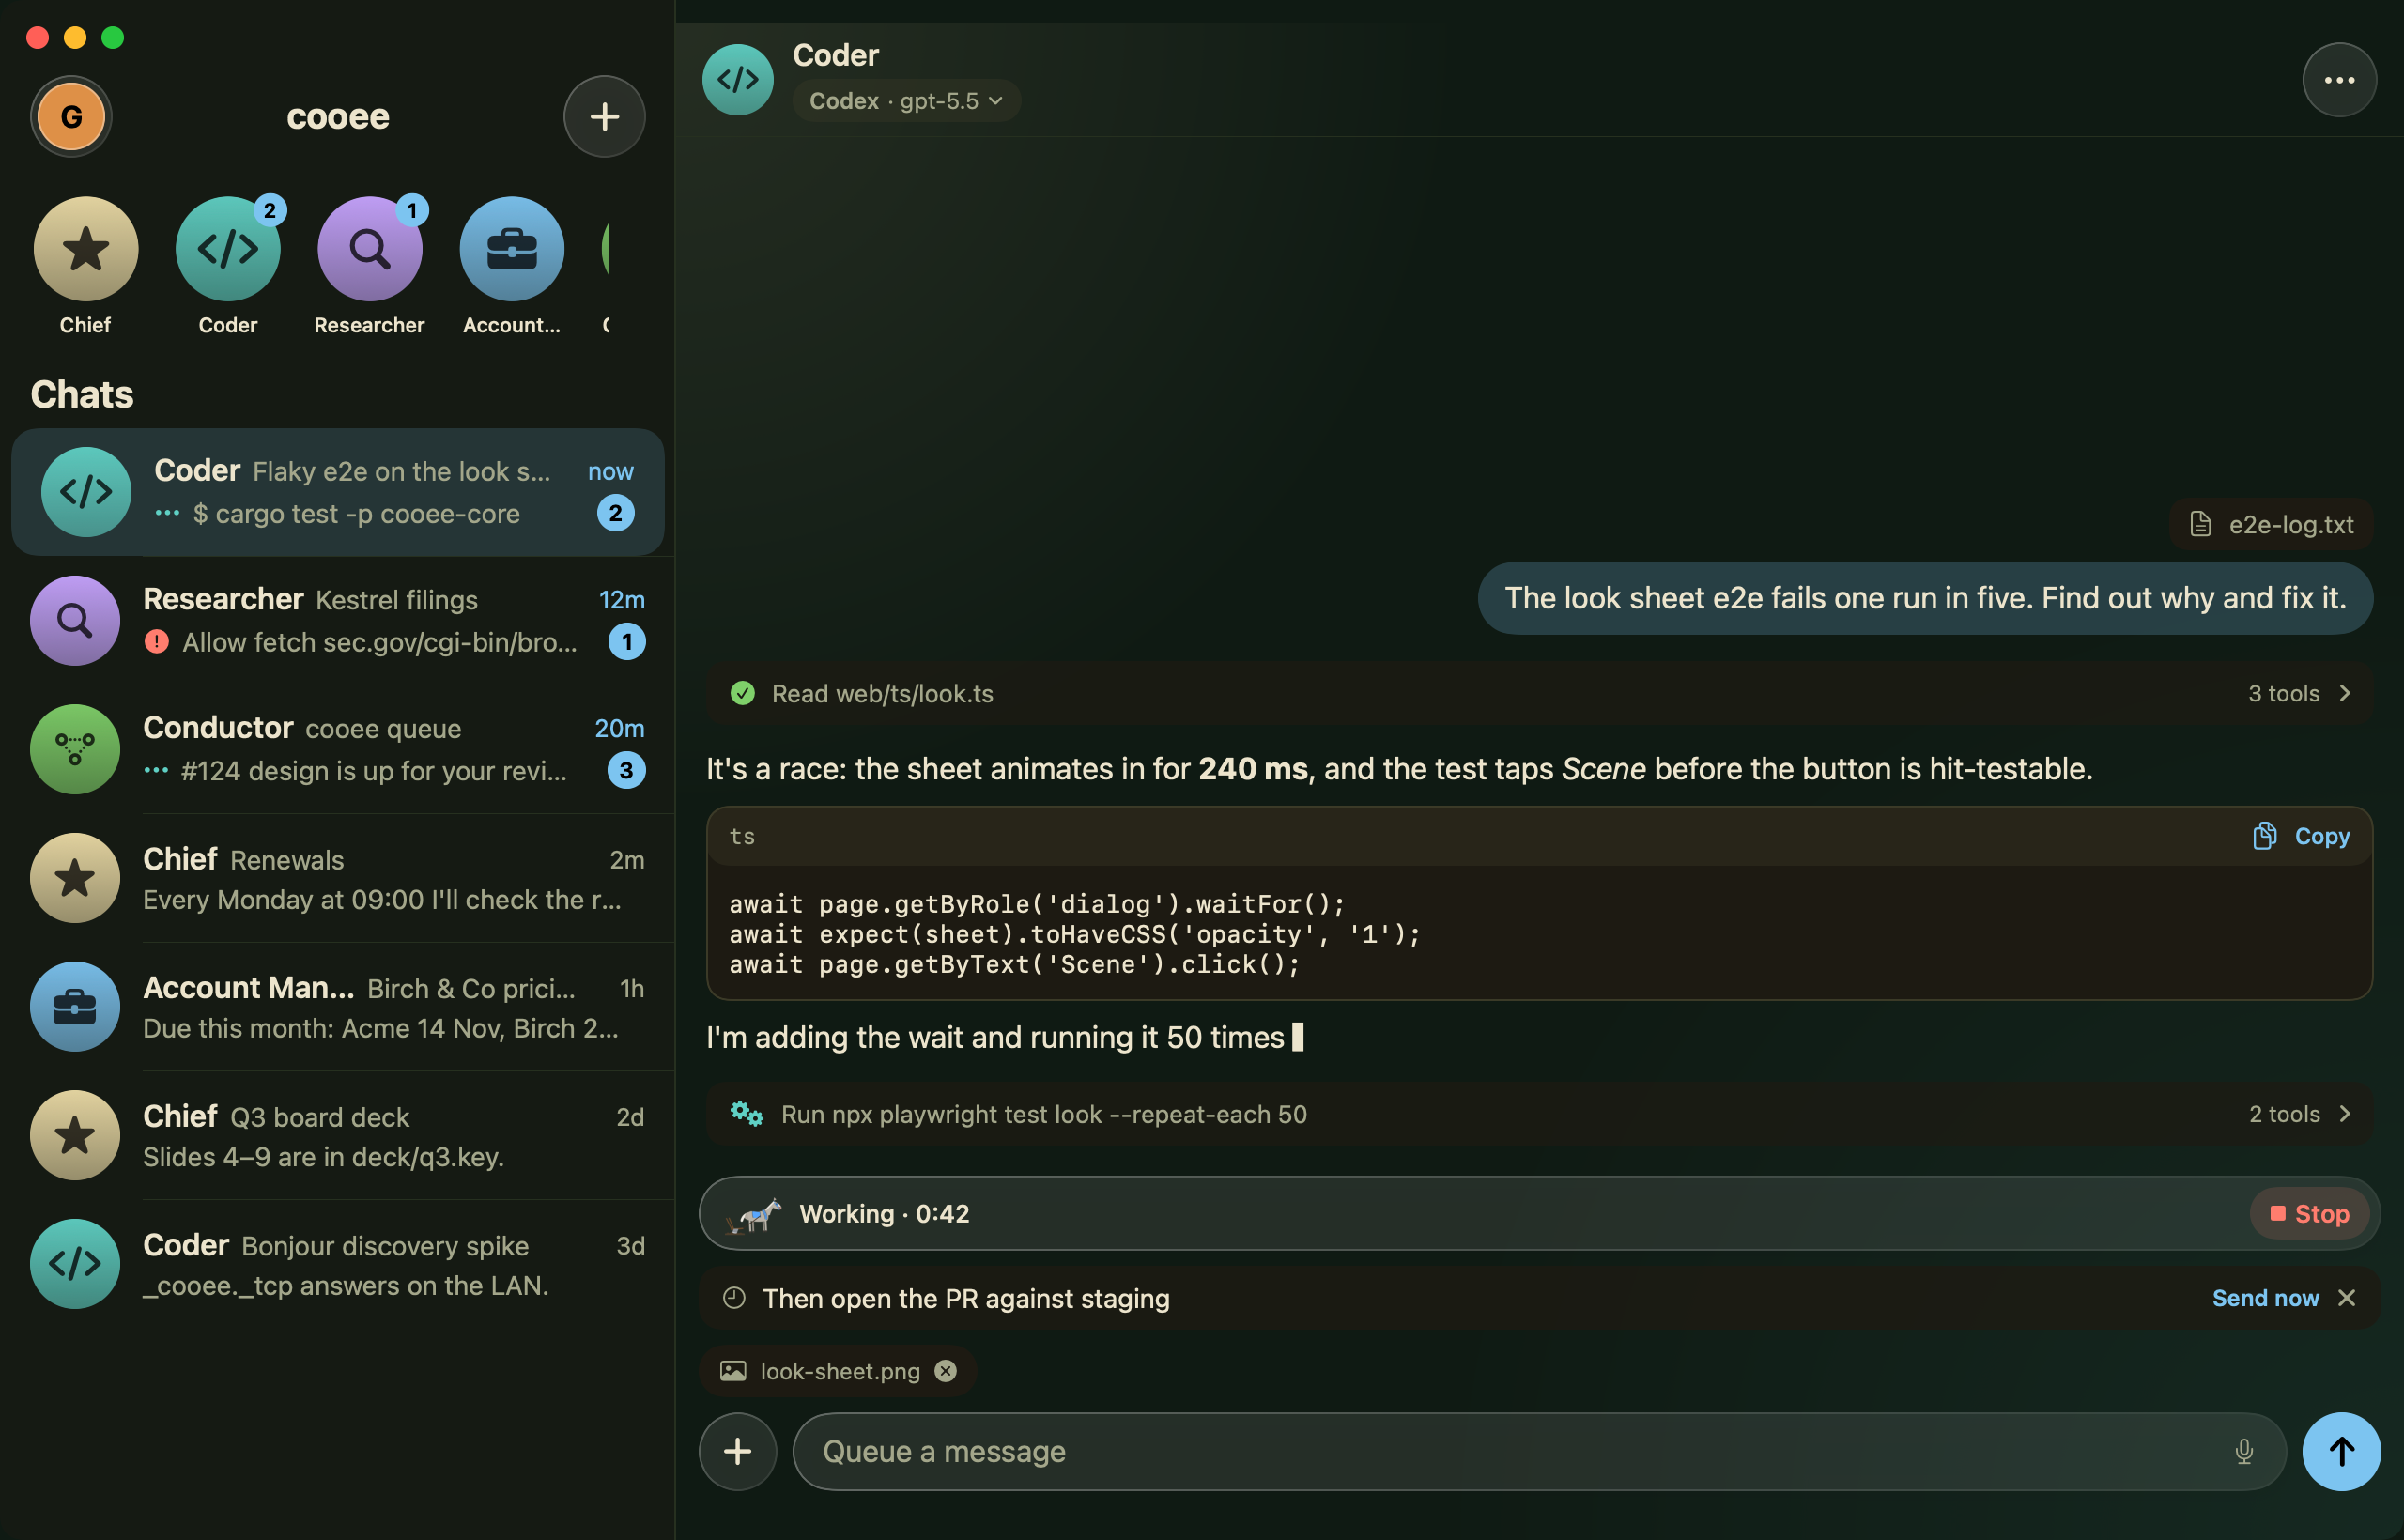 G
cooee
2
1
Chief
Coder
Researcher
Account...
Chats
Coder Flaky e2e on the look s... now
$ cargo test -p cooee-core 2
Researcher Kestrel filings 12m
Allow fetch sec.gov/cgi-bin/bro... 1
Conductor cooee queue 20m
#124 design is up for your revi... 3
Chief Renewals 2m
Every Monday at 09:00 I'll check the r...
Account Man... Birch & Co prici... 1h
Due this month: Acme 14 Nov, Birch 2...
Chief Q3 board deck 2d
Slides 4–9 are in deck/q3.key.
Coder Bonjour discovery spike 3d
_cooee._tcp answers on the LAN.
Coder
Codex · gpt-5.5
e2e-log.txt
The look sheet e2e fails one run in five. Find out why and fix it.
Read web/ts/look.ts 3 tools
It's a race: the sheet animates in for 240 ms, and the test taps Scene before the button is hit-testable.
ts Copy
await page.getByRole('dialog').waitFor();
await expect(sheet).toHaveCSS('opacity', '1');
await page.getByText('Scene').click();
I'm adding the wait and running it 50 times
Run npx playwright test look --repeat-each 50 2 tools
Working · 0:42 Stop
Then open the PR against staging Send now
look-sheet.png
Queue a message